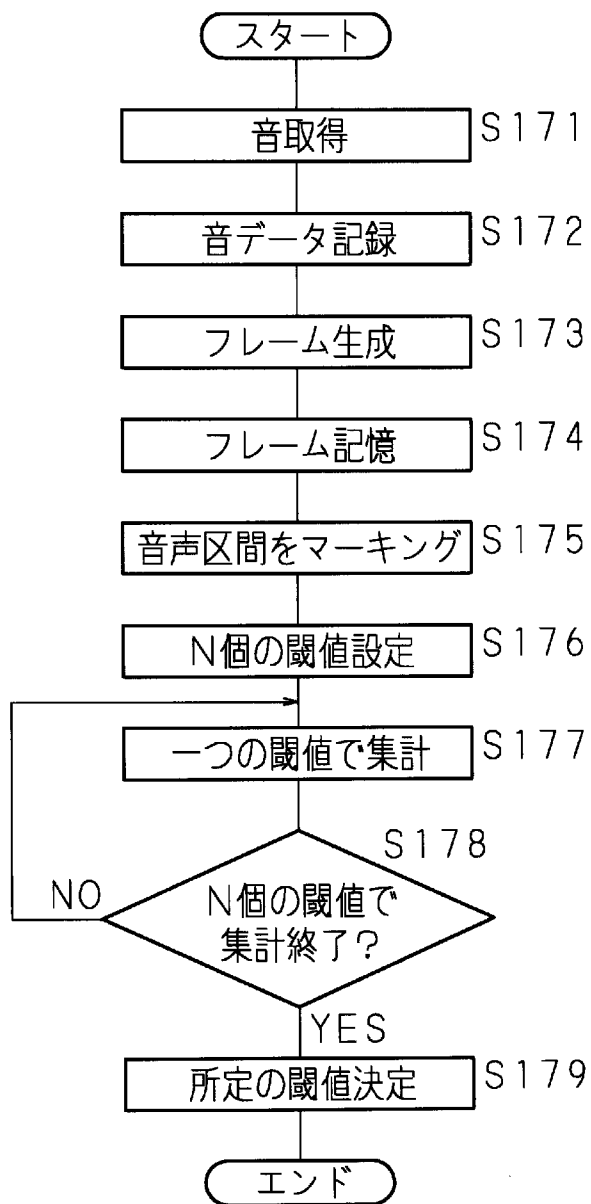 スタート
音取得
S171
音データ記録
S172
フレーム生成
S173
フレーム記憶
S174
音声区間をマーキング
S175
N個の閾値設定
S176
一つの閾値で集計
S177
S178
NO
N個の閾値で
集計終了?
YES
所定の閾値決定
S179
エンド